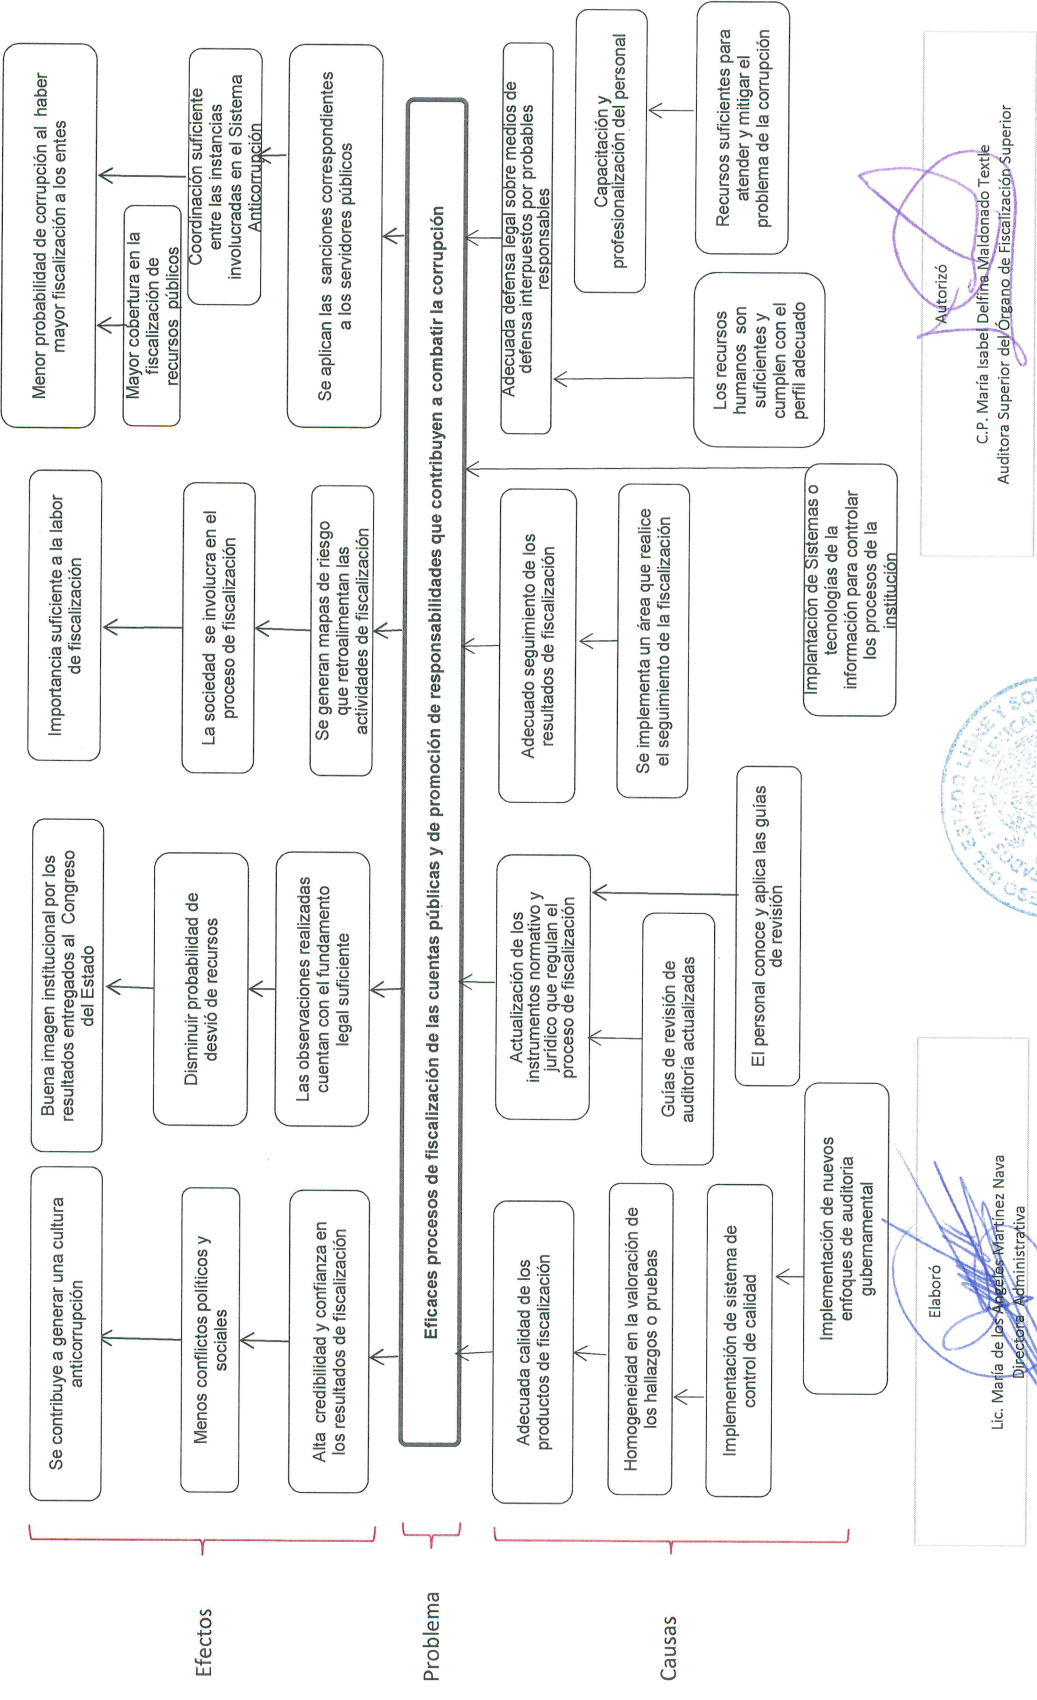 Efectos
Se contribuye a generar una cultura
anticorrupción
Buena imagen institucional por los
resultados entregados al Congreso
del Estado
Importancia suficiente a la labor
de fiscalización
Menor probabilidad de corrupción al haber
mayor fiscalización a los entes
Menos conflictos políticos y
sociales
Disminuir probabilidad de
desvió de recursos
La sociedad se involucra en el
proceso de fiscalización
Mayor cobertura en la
fiscalización de
recursos públicos
Coordinación suficiente
entre las instancias
involucradas en el Sistema
Anticorrupción
Alta credibilidad y confianza en
los resultados de fiscalización
Las observaciones realizadas
cuentan con el fundamento
legal suficiente
Se generan mapas de riesgo
que retroalimentan las
actividades de fiscalización
Se aplican las sanciones correspondientes
a los servidores públicos
Problema
Eficaces procesos de fiscalización de las cuentas públicas y de promoción de responsabilidades que contribuyen a combatir la corrupción
Causas
Adecuada calidad de los
productos de fiscalización
Actualización de los
instrumentos normativo y
jurídico que regulan el
proceso de fiscalización
Adecuado seguimiento de los
resultados de fiscalización
Adecuada defensa legal sobre medios de
defensa interpuestos por probables
responsables
Homogeneidad en la valoración de
los hallazgos o pruebas
Guías de revisión de
auditoría actualizadas
Se implementa un área que realice
el seguimiento de la fiscalización
Capacitación y
profesionalización del personal
Implementación de sistema de
control de calidad
El personal conoce y aplica las guías
de revisión
Los recursos
humanos son
suficientes y
cumplen con el
perfil adecuado
Recursos suficientes para
atender y mitigar el
problema de la corrupción
Implementación de nuevos
enfoques de auditoria
gubernamental
Implantación de Sistemas o
tecnologías de la
información para controlar
los procesos de la
institución
Elaboró
Lic. María de los Ángeles Martínez Nava
Directora Administrativa
DEL ESTADO LIBRE Y
Autorizó
C.P. María Isabel Delfina Maldonado Textle
Auditora Superior del Órgano de Fiscalización Superior